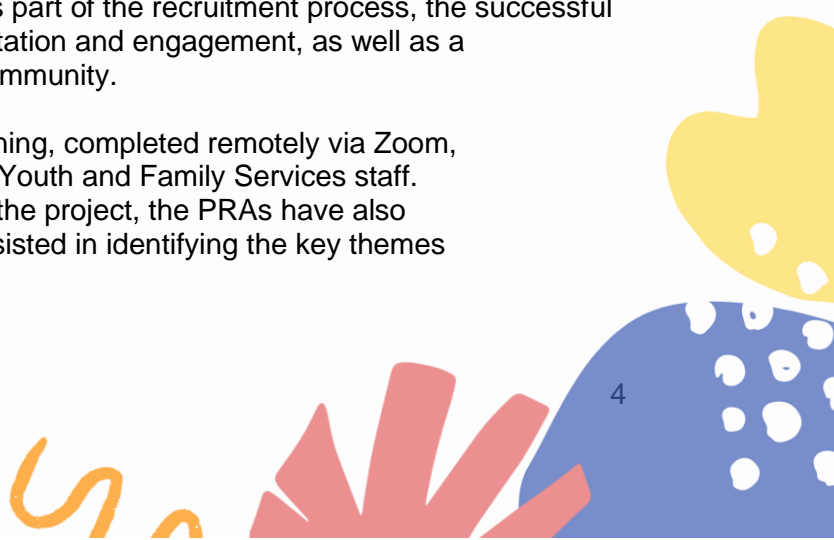 s part of the recruitment process, the successful
tation and engagement, as well as a
mmunity.
ning, completed remotely via Zoom,
Youth and Family Services staff.
the project, the PRAs have also
sisted in identifying the key themes
4